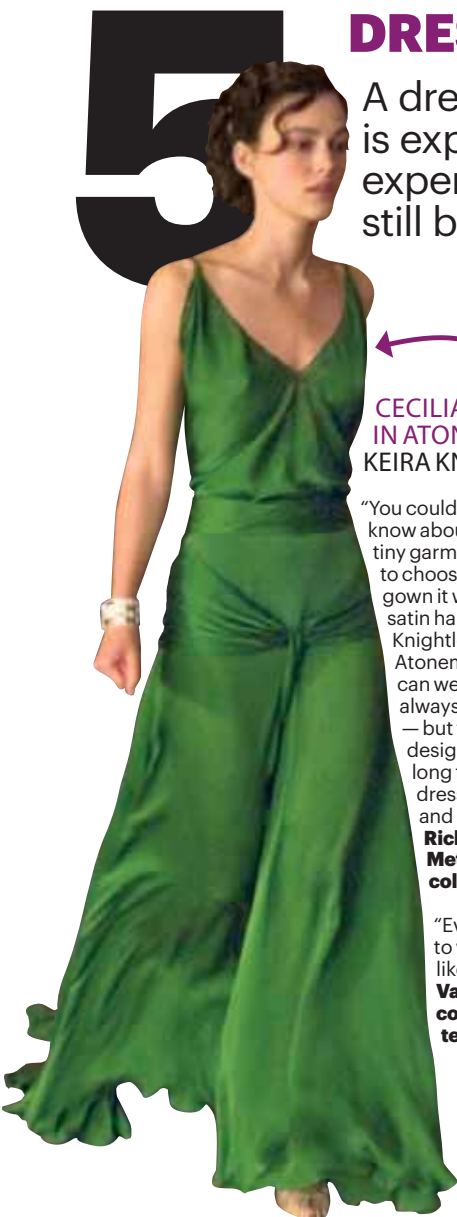 5
DRES
A dre
is exp
exper
still b
CECILIA
IN ATON
KEIRA KN
“You could
know abou
tiny garm
to choos
gown it w
satin ha
Knightl
Atonem
can we
always
— but
desig
long t
dress
and
Rich
Met
col
“Ev
to
lik
Va
co
te